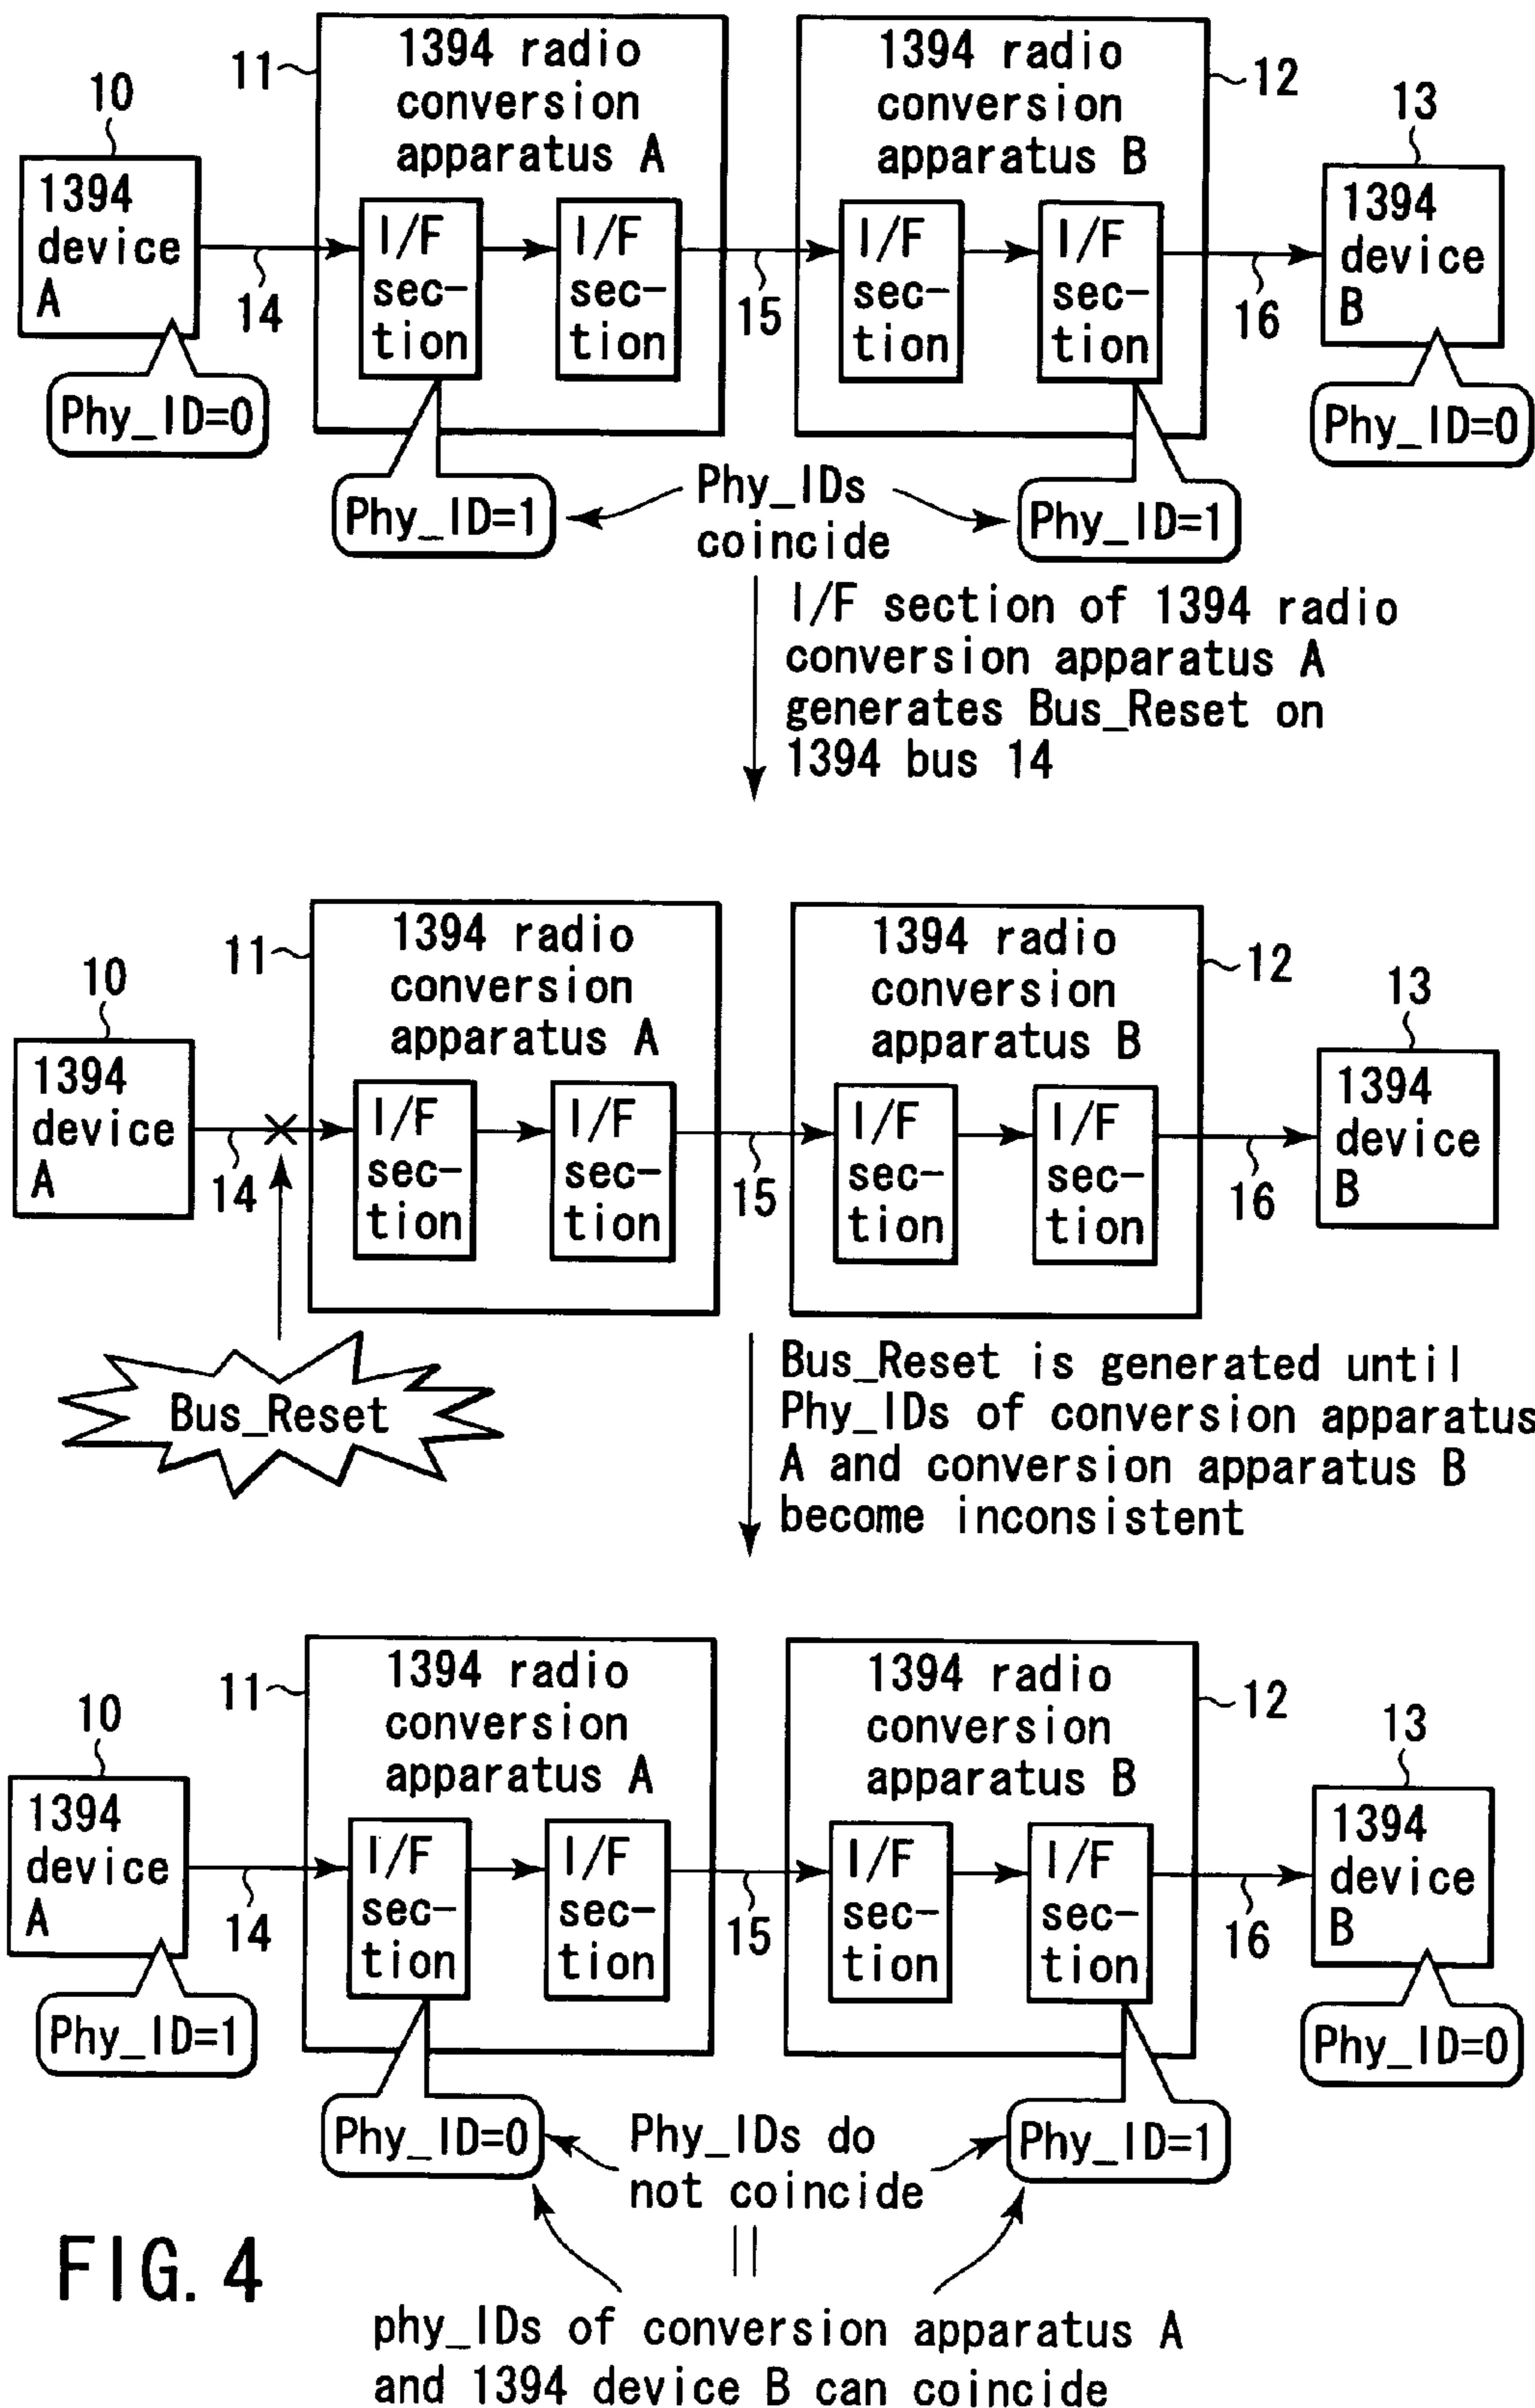 10
11
1394 radio
conversion
apparatus A
1394 radio
conversion
apparatus B
12
13
1394
device
A
14
I/F
sec-
tion
I/F
sec-
tion
15
I/F
sec-
tion
I/F
sec-
tion
16
1394
device
B
Phy_ID=0
Phy_ID=1
Phy_IDs
coincide
Phy_ID=1
Phy_ID=0
I/F section of 1394 radio
conversion apparatus A
generates Bus_Reset on
1394 bus 14
10
11
1394 radio
conversion
apparatus A
1394 radio
conversion
apparatus B
12
13
1394
device
A
14
I/F
sec-
tion
I/F
sec-
tion
15
I/F
sec-
tion
I/F
sec-
tion
16
1394
device
B
Bus_Reset
Bus_Reset is generated until
Phy_IDs of conversion apparatus
A and conversion apparatus B
become inconsistent
10
11
1394 radio
conversion
apparatus A
1394 radio
conversion
apparatus B
12
13
1394
device
A
14
I/F
sec-
tion
I/F
sec-
tion
15
I/F
sec-
tion
I/F
sec-
tion
16
1394
device
B
Phy_ID=1
Phy_ID=0
Phy_IDs do
not coincide
Phy_ID=1
Phy_ID=0
FIG. 4
phy_IDs of conversion apparatus A
and 1394 device B can coincide